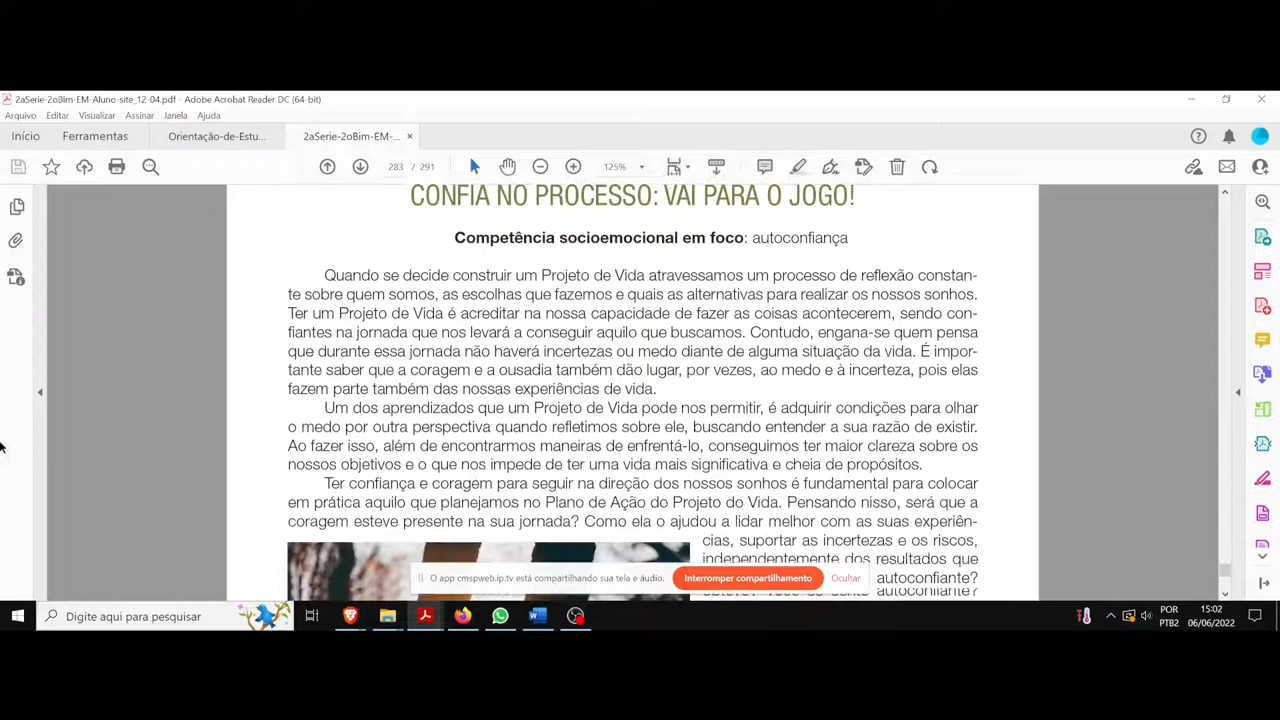 2aSerie-2oBim-EM-Aluno-site_12-04.pdf - Adobe Acrobat Reader DC (64-bit)
Arquivo Editar Visualizar Assinar Janela Ajuda
Início Ferramentas Orientação-de-Estu... 2aSerie-2oBim-EM-... ×
283 / 291 125%
CONFIA NO PROCESSO: VAI PARA O JOGO!
Competência socioemocional em foco: autoconfiança
Quando se decide construir um Projeto de Vida atravessamos um processo de reflexão constan-
te sobre quem somos, as escolhas que fazemos e quais as alternativas para realizar os nossos sonhos.
Ter um Projeto de Vida é acreditar na nossa capacidade de fazer as coisas acontecerem, sendo con-
fiantes na jornada que nos levará a conseguir aquilo que buscamos. Contudo, engana-se quem pensa
que durante essa jornada não haverá incertezas ou medo diante de alguma situação da vida. É impor-
tante saber que a coragem e a ousadia também dão lugar, por vezes, ao medo e à incerteza, pois elas
fazem parte também das nossas experiências de vida.
Um dos aprendizados que um Projeto de Vida pode nos permitir, é adquirir condições para olhar
o medo por outra perspectiva quando refletimos sobre ele, buscando entender a sua razão de existir.
Ao fazer isso, além de encontrarmos maneiras de enfrentá-lo, conseguimos ter maior clareza sobre os
nossos objetivos e o que nos impede de ter uma vida mais significativa e cheia de propósitos.
Ter confiança e coragem para seguir na direção dos nossos sonhos é fundamental para colocar
em prática aquilo que planejamos no Plano de Ação do Projeto do Vida. Pensando nisso, será que a
coragem esteve presente na sua jornada? Como ela o ajudou a lidar melhor com as suas experiên-
cias, suportar as incertezas e os riscos,
independentemente dos resultados que
autoconfiante?
O app cmspweb.ip.tv está compartilhando sua tela e áudio. Interromper compartilhamento Ocultar
Digite aqui para pesquisar
POR 15:02
PTB2 06/06/2022